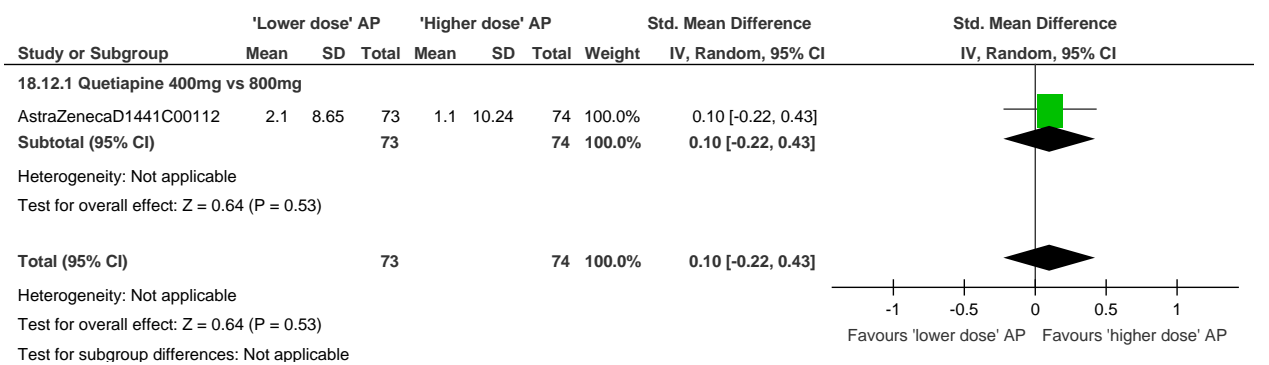 'Lower dose' AP 'Higher dose' AP Std. Mean Difference Std. Mean Difference
Study or Subgroup Mean SD Total Mean SD Total Weight IV, Random, 95% CI IV, Random, 95% CI
18.12.1 Quetiapine 400mg vs 800mg
AstraZenecaD1441C00112 2.1 8.65 73 1.1 10.24 74 100.0% 0.10 [-0.22, 0.43]
Subtotal (95% CI) 73 74 100.0% 0.10 [-0.22, 0.43]
Heterogeneity: Not applicable
Test for overall effect: Z = 0.64 (P = 0.53)
Total (95% CI) 73 74 100.0% 0.10 [-0.22, 0.43]
Heterogeneity: Not applicable
Test for overall effect: Z = 0.64 (P = 0.53)
Test for subgroup differences: Not applicable
-1 -0.5 0 0.5 1
Favours 'lower dose' AP Favours 'higher dose' AP